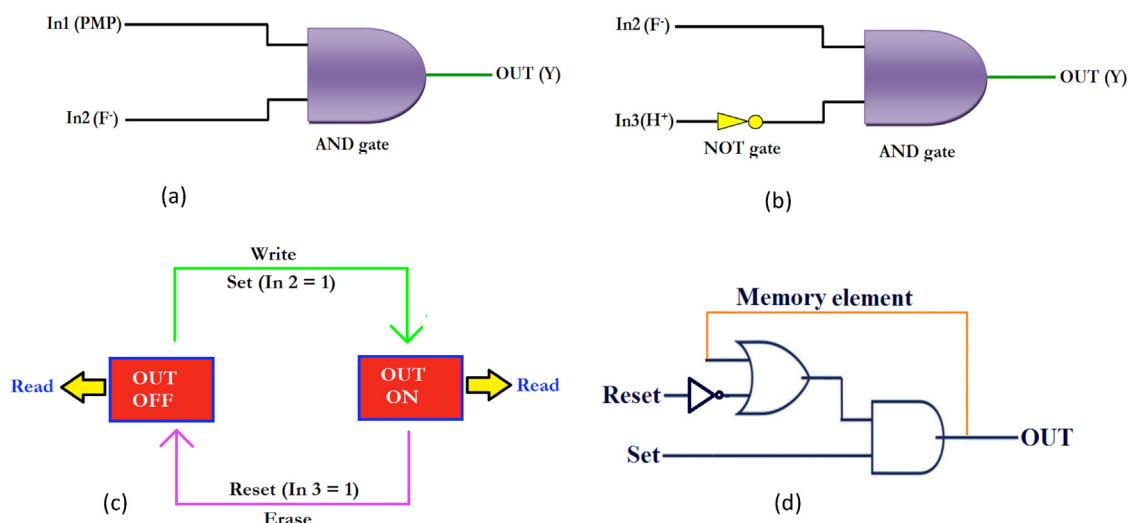 In1 (PMP)
OUT (Y)
In2 (F-)
AND gate
(a)
In2 (F-)
OUT (Y)
In3(H+)
NOT gate
AND gate
(b)
Write
Set (In 2 = 1)
Read
OUT
OFF
OUT
ON
Read
Reset (In 3 = 1)
Erase
(c)
Memory element
Reset
Set
OUT
(d)